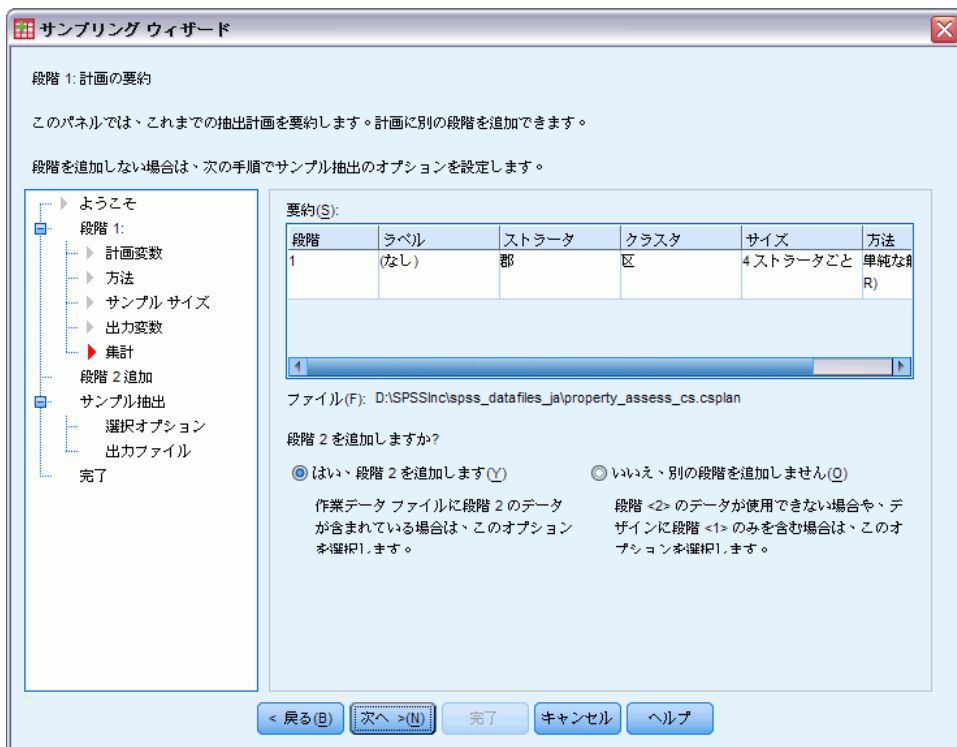 サンプリング ウィザード
段階 1: 計画の要約
このパネルでは、これまでの抽出計画を要約します。計画に別の段階を追加できます。
段階を追加しない場合は、次の手順でサンプル抽出のオプションを設定します。
ようこそ
段階 1:
計画変数
方法
サンプル サイズ
出力変数
集計
段階 2 追加
サンプル抽出
選択オプション
出力ファイル
完了
要約(S):
段階 ラベル ストラータ クラスタ サイズ 方法
1 (なし) 郡 区 4 ストラータごと 単純な
R)
ファイル(F): D:\SPSSInc\spss_datafiles_ja\property_assess_cs.csplan
段階 2 を追加しますか?
はい、段階 2 を追加します(Y)
作業データ ファイルに段階 2 のデータ
が含まれている場合は、このオプション
を選択します。
いいえ、別の段階を追加しません(O)
段階 <2> のデータが使用できない場合や、デ
ザインに段階 <1> のみを含む場合は、このオ
プションを選択します。
< 戻る(B) 次へ >(N) 完了 キャンセル ヘルプ